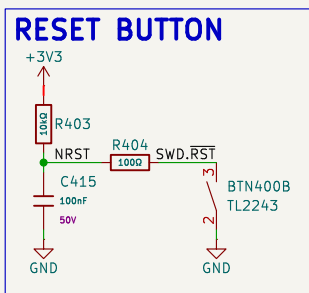 RESET BUTTON
+3V3
10kΩ
R403
NRST
R404
100Ω
SWD.RST
C415
100nF
50V
3
2
BTN400B
TL2243
GND
GND